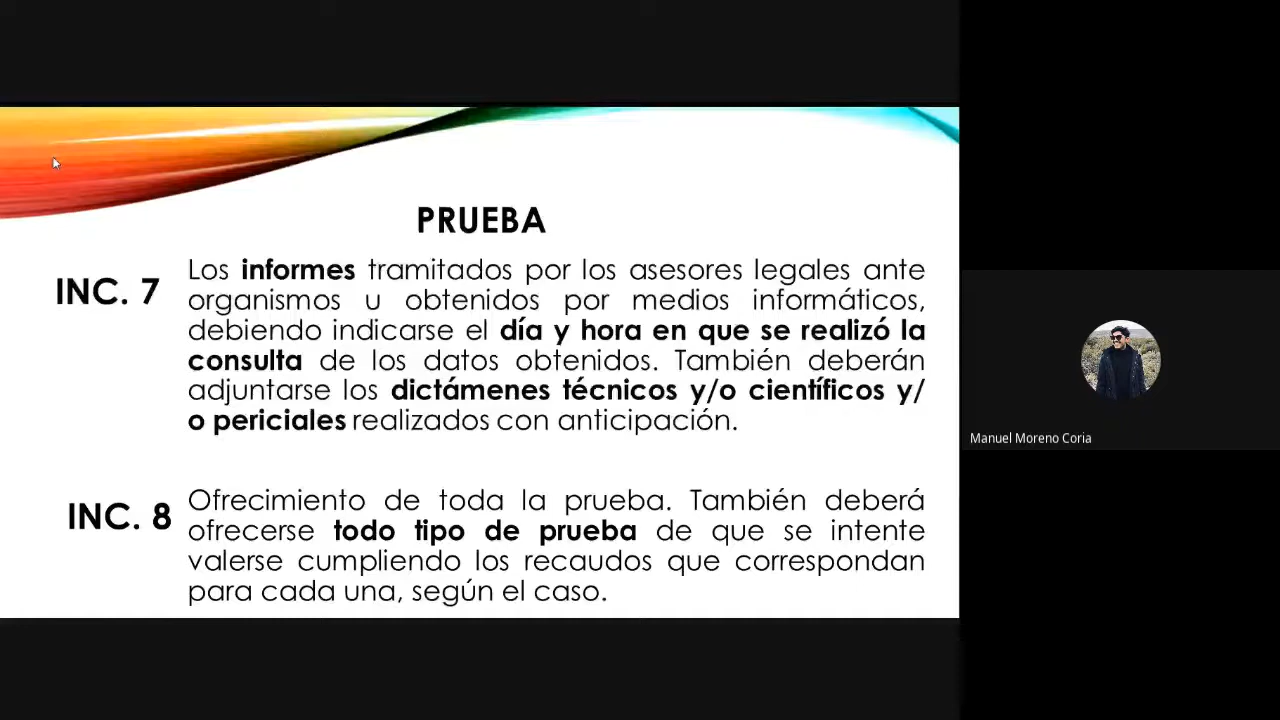 PRUEBA
INC. 7
Los informes tramitados por los asesores legales ante
organismos u obtenidos por medios informáticos,
debiendo indicarse el día y hora en que se realizó la
consulta de los datos obtenidos. También deberán
adjuntarse los dictámenes técnicos y/o científicos y/
o periciales realizados con anticipación.
INC. 8
Ofrecimiento de toda la prueba. También deberá
ofrecerse todo tipo de prueba de que se intente
valerse cumpliendo los recaudos que correspondan
para cada una, según el caso.
Manuel Moreno Coria